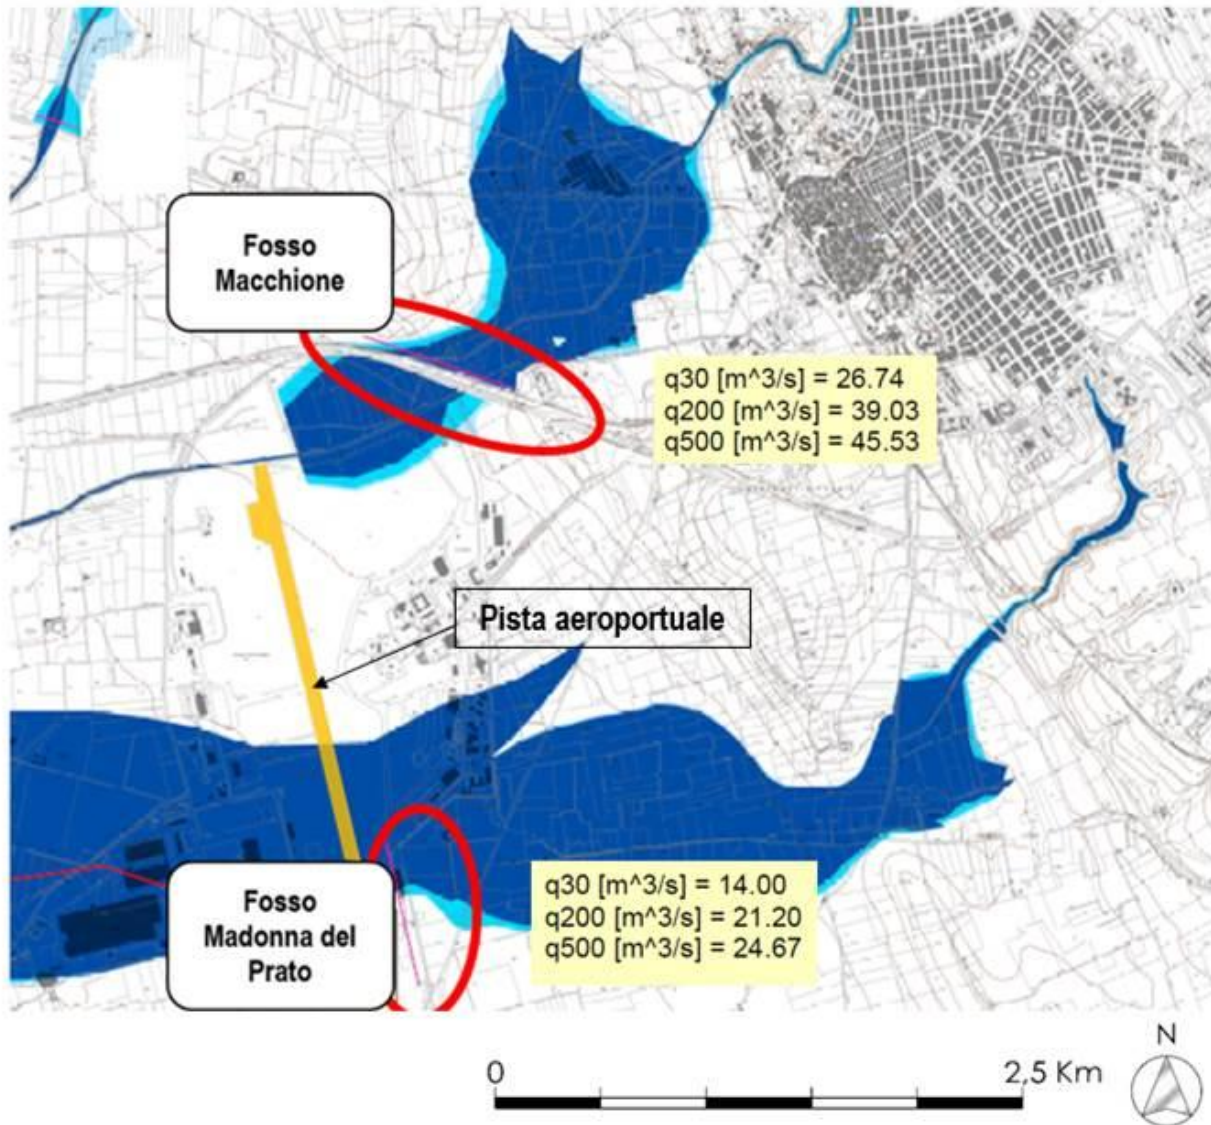 Fosso
Macchione
q30 [m^3/s] = 26.74
q200 [m^3/s] = 39.03
q500 [m^3/s] = 45.53
Pista aeroportuale
q30 [m^3/s] = 14.00
q200 [m^3/s] = 21.20
q500 [m^3/s] = 24.67
Fosso
Madonna del
Prato
N
0
2,5 Km